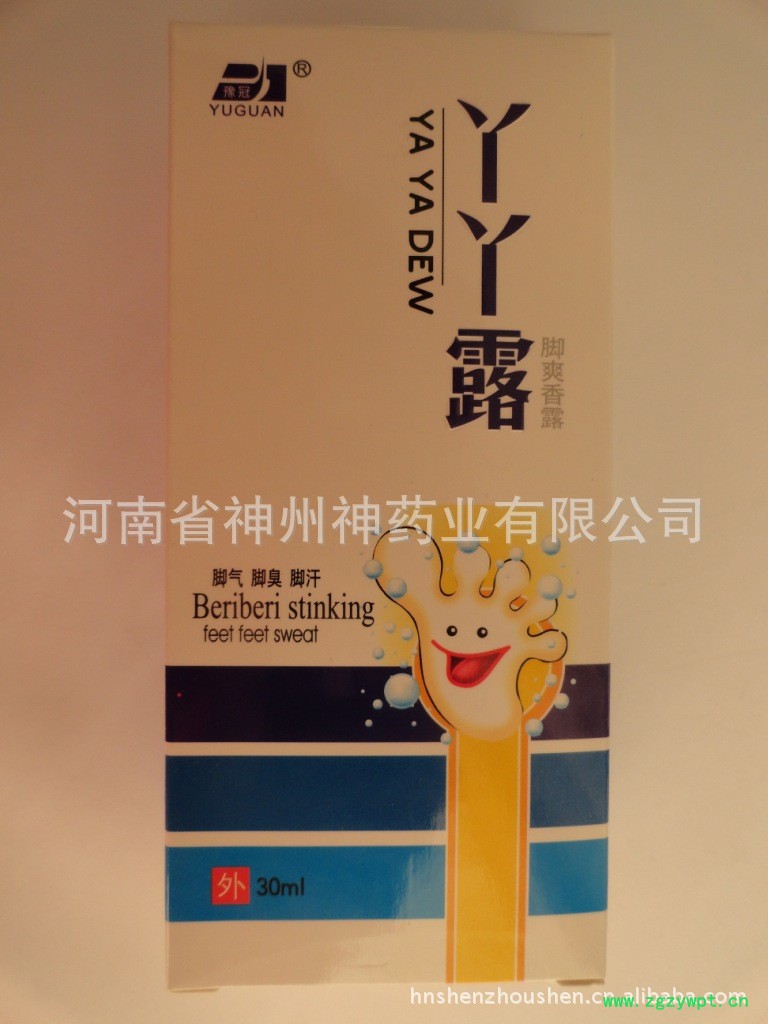 豫冠
®
YUGUAN
丫丫露
YA YA DEW
脚爽香露
河南省神州神药业有限公司
脚气 脚臭 脚汗
Beriberi stinking
feet feet sweat
外 30ml
hnshenzhoushen.cn.alibaba.com
www.zgzywpt.cn